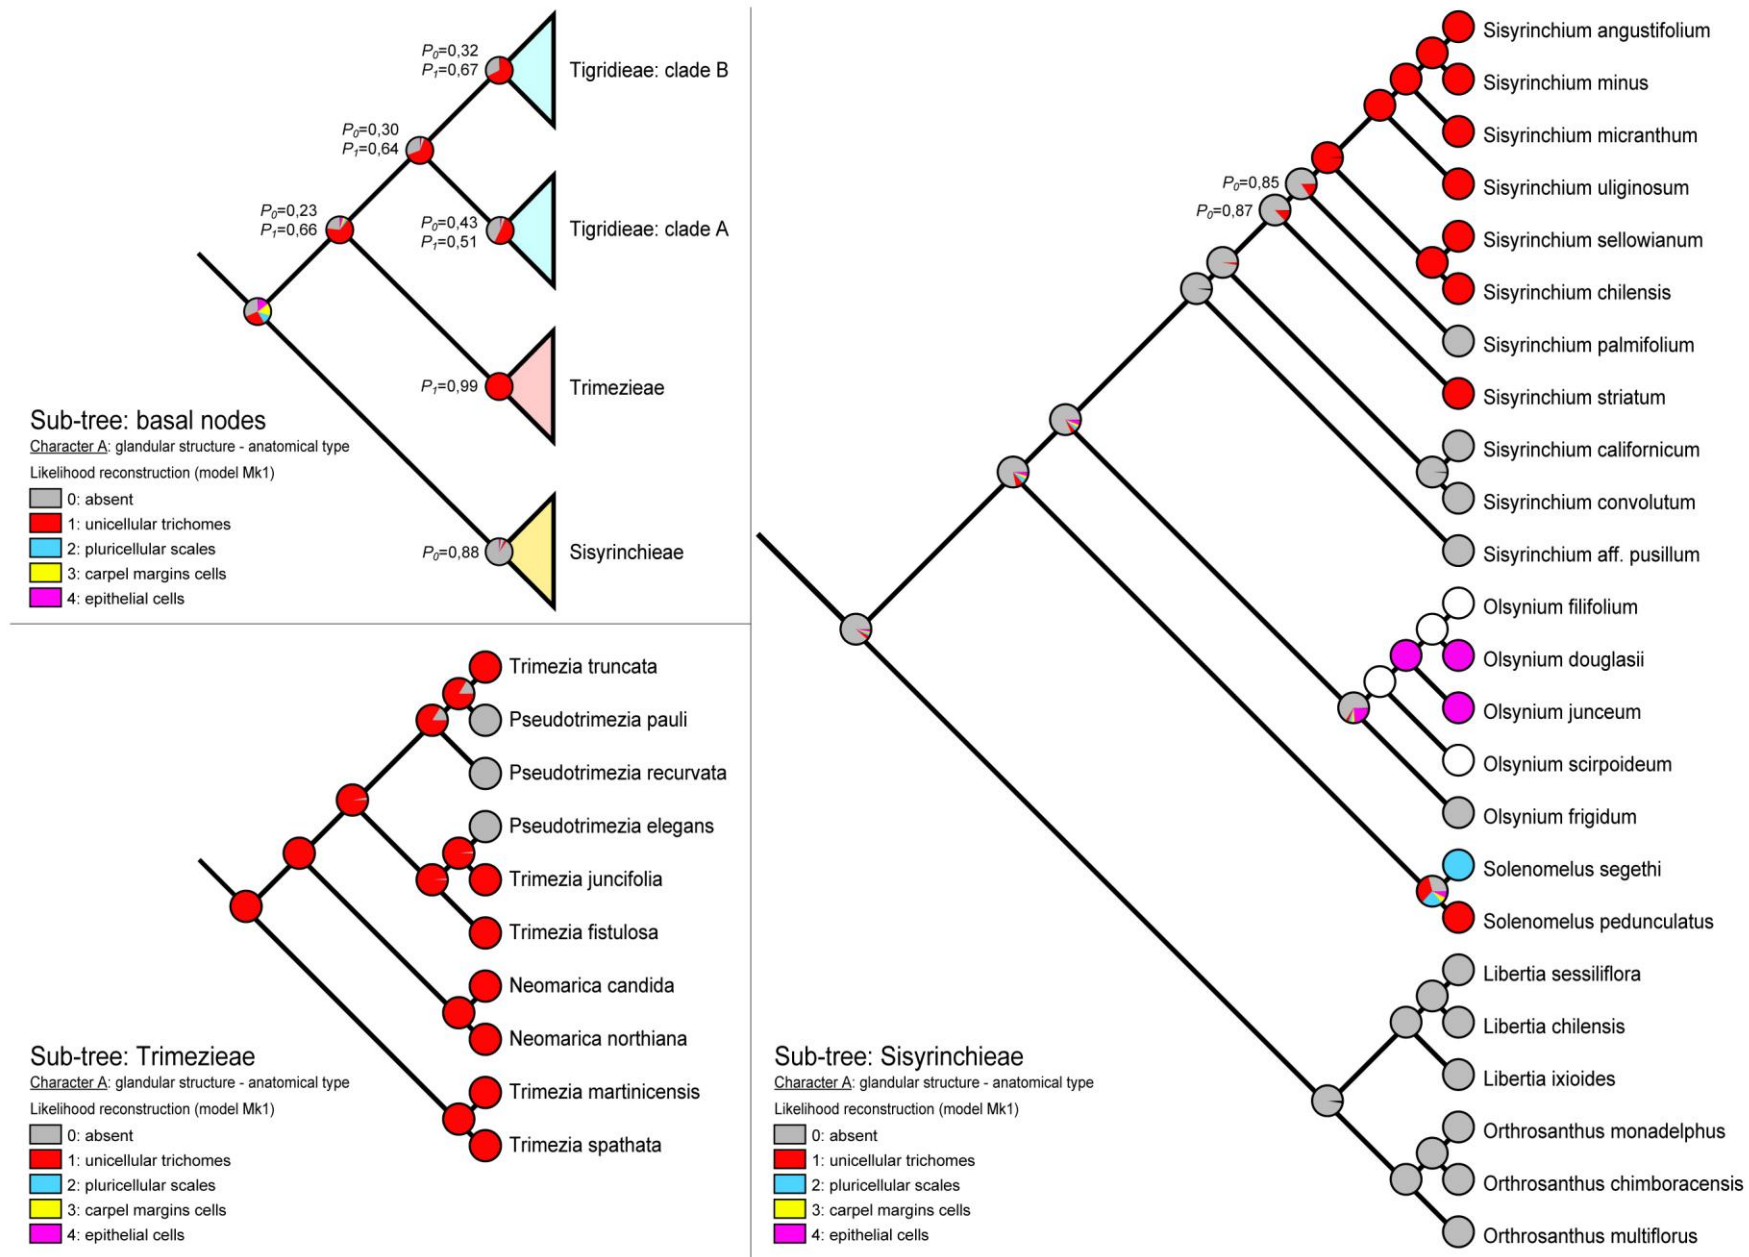 P0=0,32
P1=0,67
Tigridieae: clade B
P0=0,30
P1=0,64
P0=0,23
P1=0,66
P0=0,43
P1=0,51
Tigridieae: clade A
P1=0,99
Trimezieae
P0=0,88
Sisyrinchieae
Sub-tree: basal nodes
Character A: glandular structure - anatomical type
Likelihood reconstruction (model Mk1)
0: absent
1: unicellular trichomes
2: pluricellular scales
3: carpel margins cells
4: epithelial cells
Trimezia truncata
Pseudotrimezia pauli
Pseudotrimezia recurvata
Pseudotrimezia elegans
Trimezia juncifolia
Trimezia fistulosa
Neomarica candida
Neomarica northiana
Trimezia martinicensis
Trimezia spathata
Sub-tree: Trimezieae
Character A: glandular structure - anatomical type
Likelihood reconstruction (model Mk1)
0: absent
1: unicellular trichomes
2: pluricellular scales
3: carpel margins cells
4: epithelial cells
Sisyrinchium angustifolium
Sisyrinchium minus
Sisyrinchium micranthum
P0=0,85
Sisyrinchium uliginosum
P0=0,87
Sisyrinchium sellowianum
Sisyrinchium chilensis
Sisyrinchium palmifolium
Sisyrinchium striatum
Sisyrinchium californicum
Sisyrinchium convolutum
Sisyrinchium aff. pusillum
Olsynium filifolium
Olsynium douglasii
Olsynium junceum
Olsynium scirpoideum
Olsynium frigidum
Solenomelus segethi
Solenomelus pedunculatus
Libertia sessiliflora
Libertia chilensis
Libertia ixioides
Orthrosanthus monadelphus
Orthrosanthus chimboracensis
Orthrosanthus multiflorus
Sub-tree: Sisyrinchieae
Character A: glandular structure - anatomical type
Likelihood reconstruction (model Mk1)
0: absent
1: unicellular trichomes
2: pluricellular scales
3: carpel margins cells
4: epithelial cells